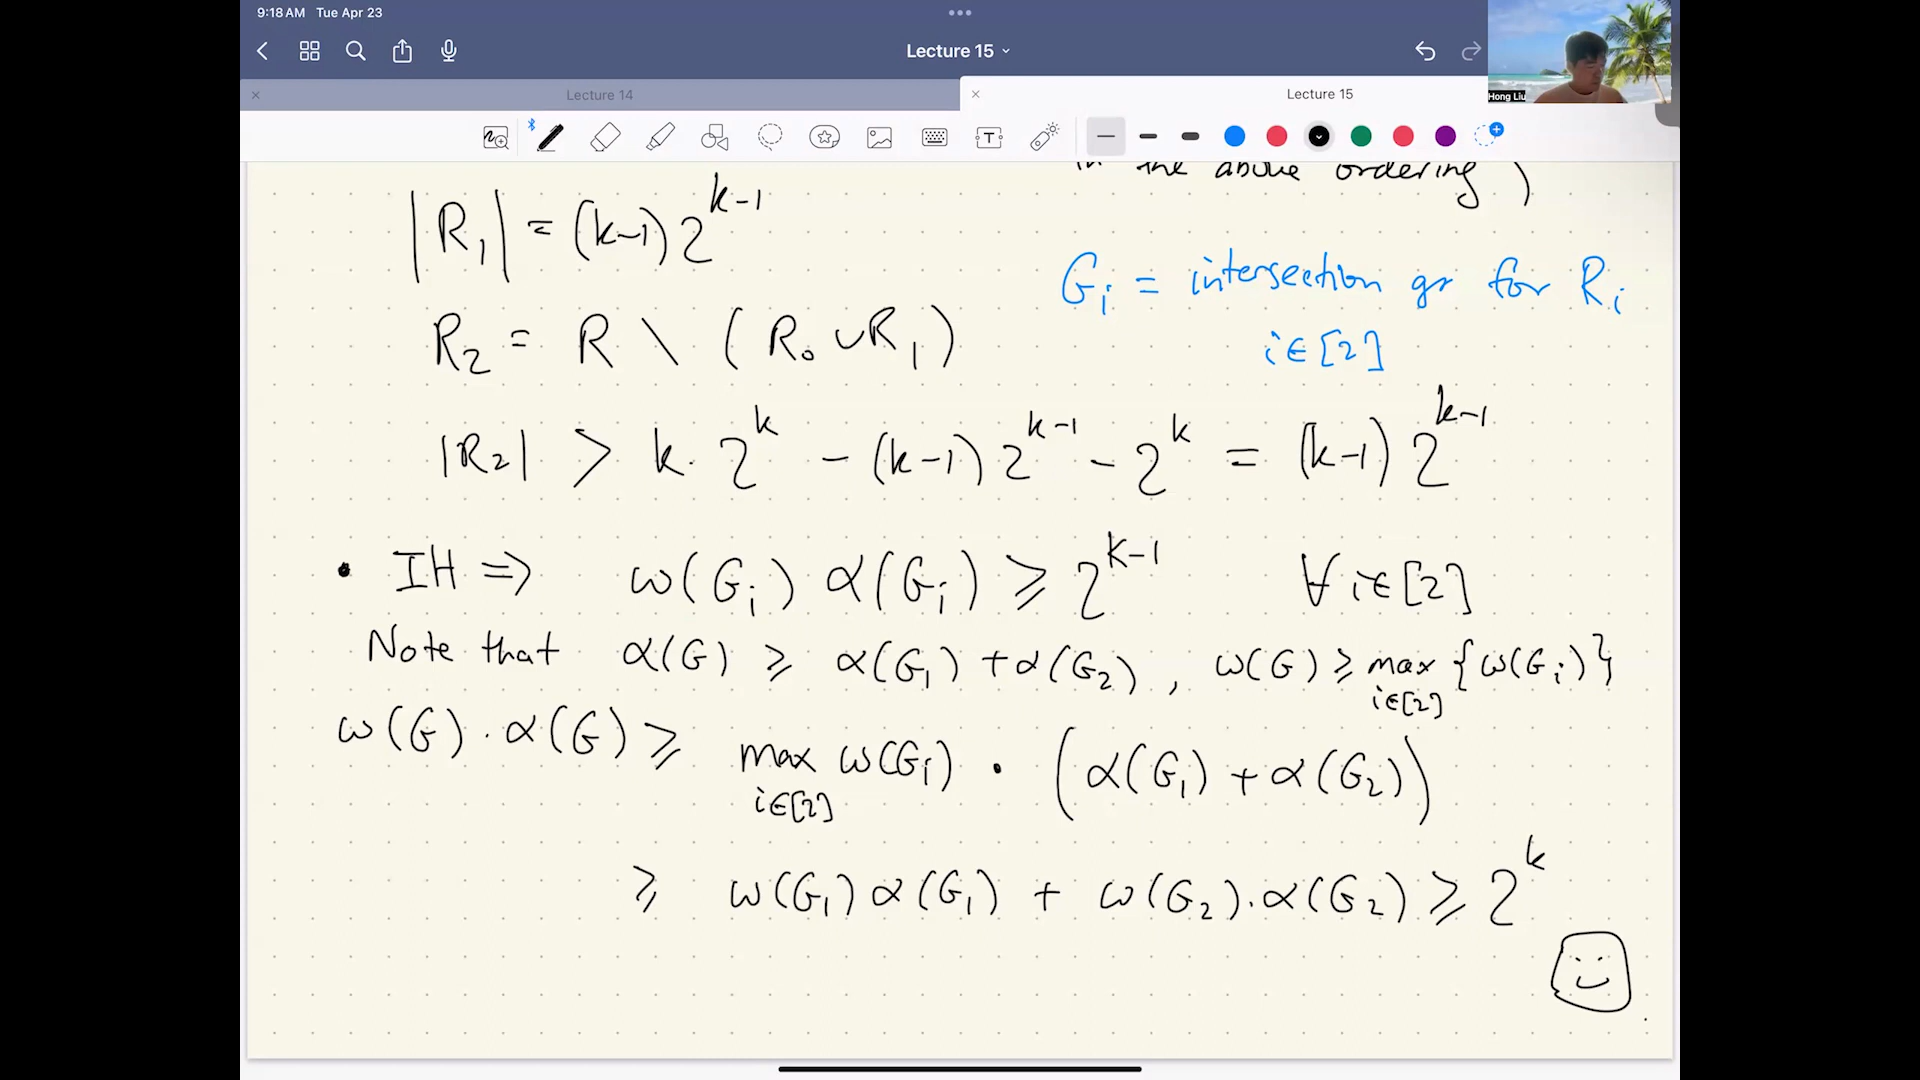 9:18 AM Tue Apr 23
Lecture 15
Lecture 14
Lecture 15
Hong Liu
T
in the above ordering )
|R₁| = (k-1) 2^{k-1}
G_i = intersection gr for R_i
i∈[2]
R₂ = R \ ( R₀ ∪ R₁ )
|R₂| > k · 2^k - (k-1) 2^{k-1} - 2^k = (k-1) 2^{k-1}
• IH ⇒ ω(G_i) α(G_i) ⩾ 2^{k-1} ∀ i∈[2]
Note that α(G) ⩾ α(G₁) + α(G₂), ω(G) ⩾ max_{i∈[2]} {ω(G_i)}
ω(G) · α(G) ⩾ max_{i∈[2]} ω(G_i) · (α(G₁) + α(G₂))
⩾ ω(G₁) α(G₁) + ω(G₂) · α(G₂) ⩾ 2^k